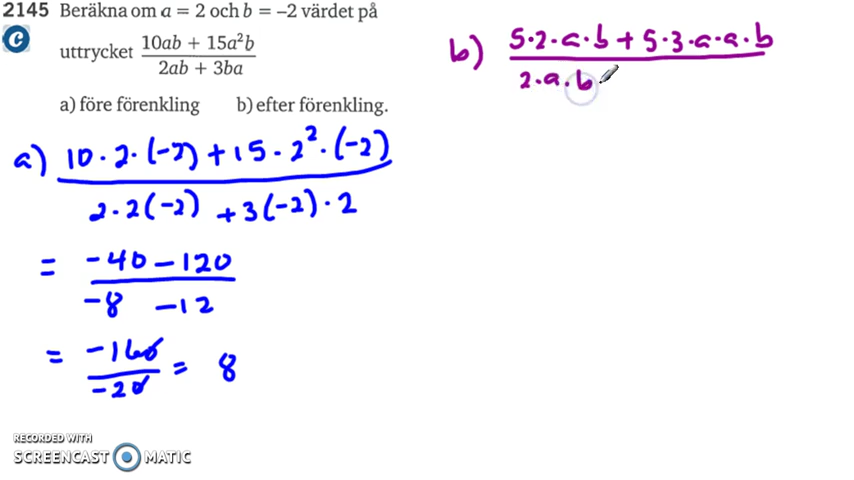 2145 Beräkna om a = 2 och b = –2 värdet på
C
uttrycket (10ab + 15a²b)/(2ab + 3ba)
a) före förenkling b) efter förenkling.
a) 10 · 2 · (-2) + 15 · 2² · (-2)
2 · 2(-2) + 3(-2) · 2
= -40 - 120
-8 -12
= -160
-20
= 8
b) 5·2·a·b + 5·3·a·a·b
2·a·b
RECORDED WITH
SCREENCAST MATIC